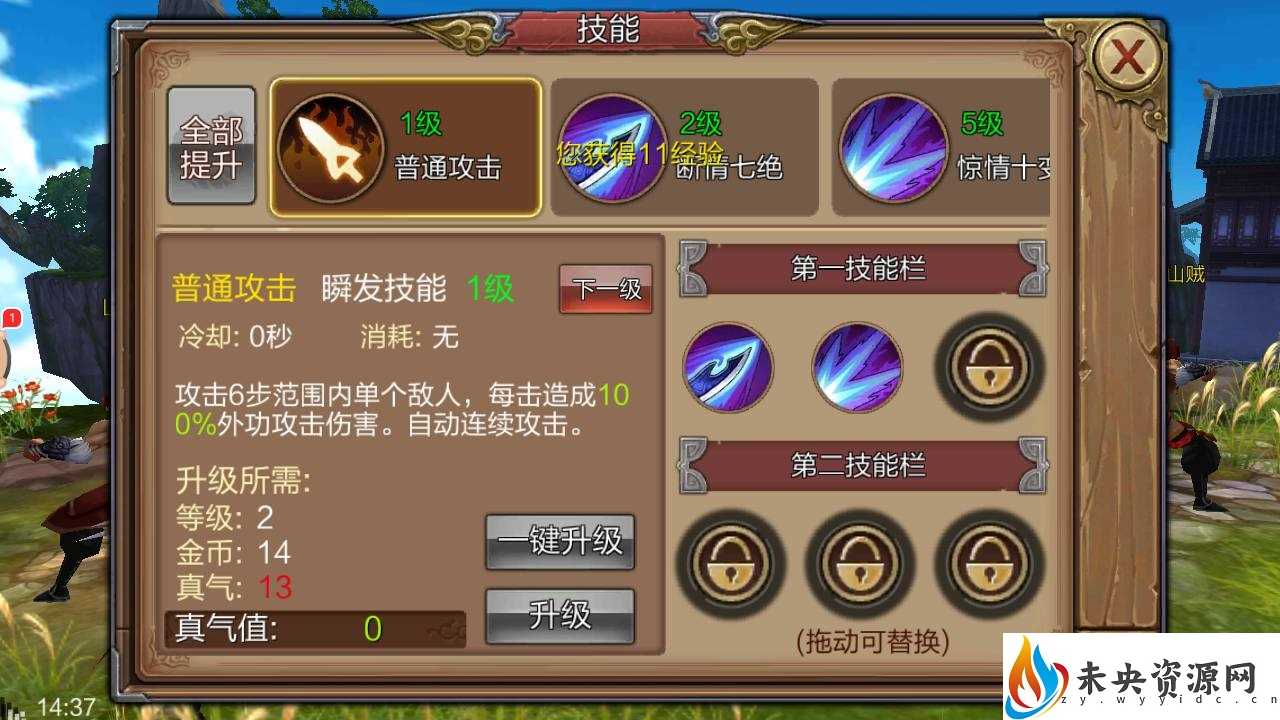 技能
全部
提升
1级
普通攻击
2级
断情七绝
您获得11经验
5级
惊情十变
普通攻击 瞬发技能 1级
下一级
冷却: 0秒 消耗: 无
攻击6步范围内单个敌人，每击造成10
0%外功攻击伤害。自动连续攻击。
升级所需:
等级: 2
金币: 14
真气: 13
真气值: 0
一键升级
升级
第一技能栏
第二技能栏
(拖动可替换)
山贼
1
14:37
未央资源网
zy.wyyidc.cn